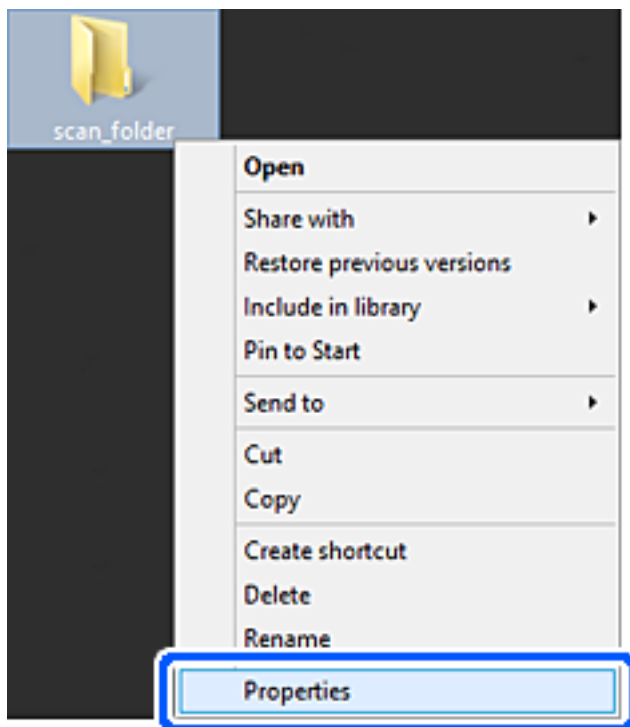 scan_folder
Open
Share with
Restore previous versions
Include in library
Pin to Start
Send to
Cut
Copy
Create shortcut
Delete
Rename
Properties